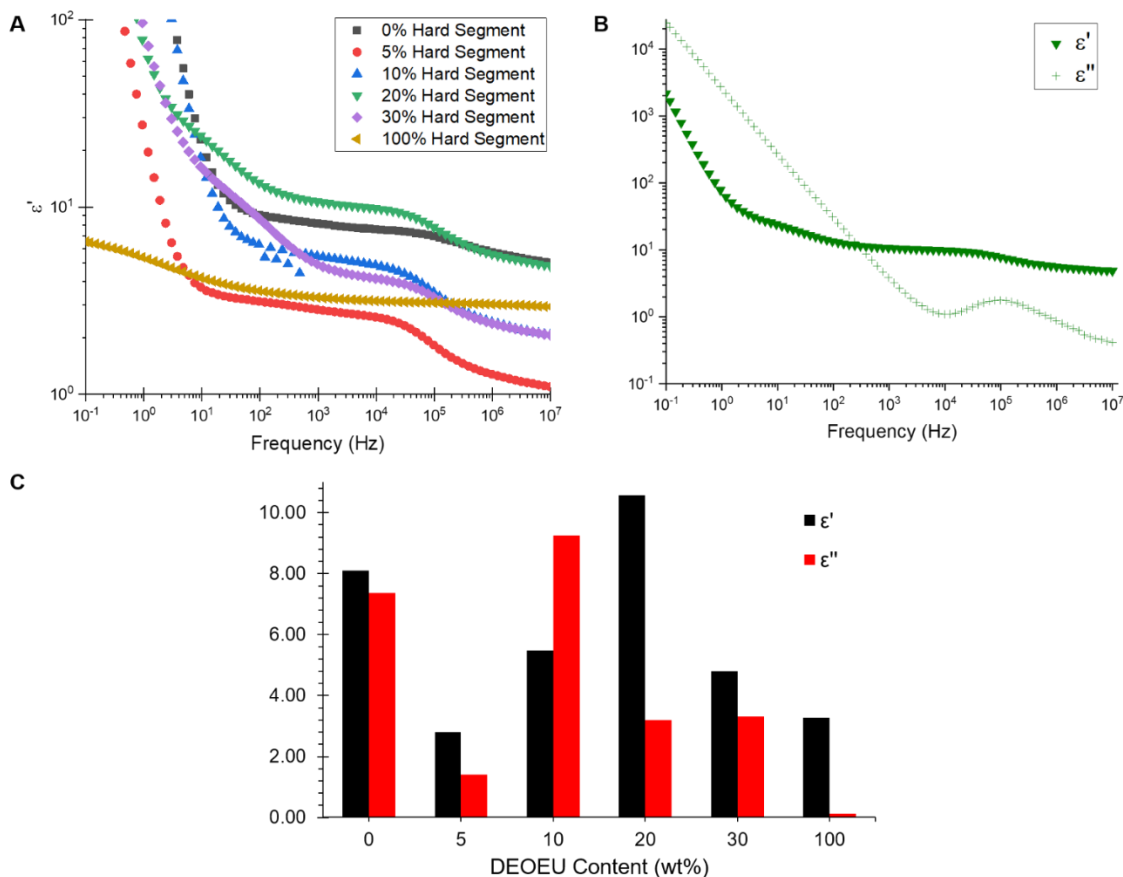 A
10²
10¹
10⁰
ε'
0% Hard Segment
5% Hard Segment
10% Hard Segment
20% Hard Segment
30% Hard Segment
100% Hard Segment
10⁻¹ 10⁰ 10¹ 10² 10³ 10⁴ 10⁵ 10⁶ 10⁷
Frequency (Hz)
B
10⁴
10³
10²
10¹
10⁰
10⁻¹
ε'
ε"
10⁻¹ 10⁰ 10¹ 10² 10³ 10⁴ 10⁵ 10⁶ 10⁷
Frequency (Hz)
C
10.00
8.00
6.00
4.00
2.00
0.00
ε'
ε"
0 5 10 20 30 100
DEOEU Content (wt%)